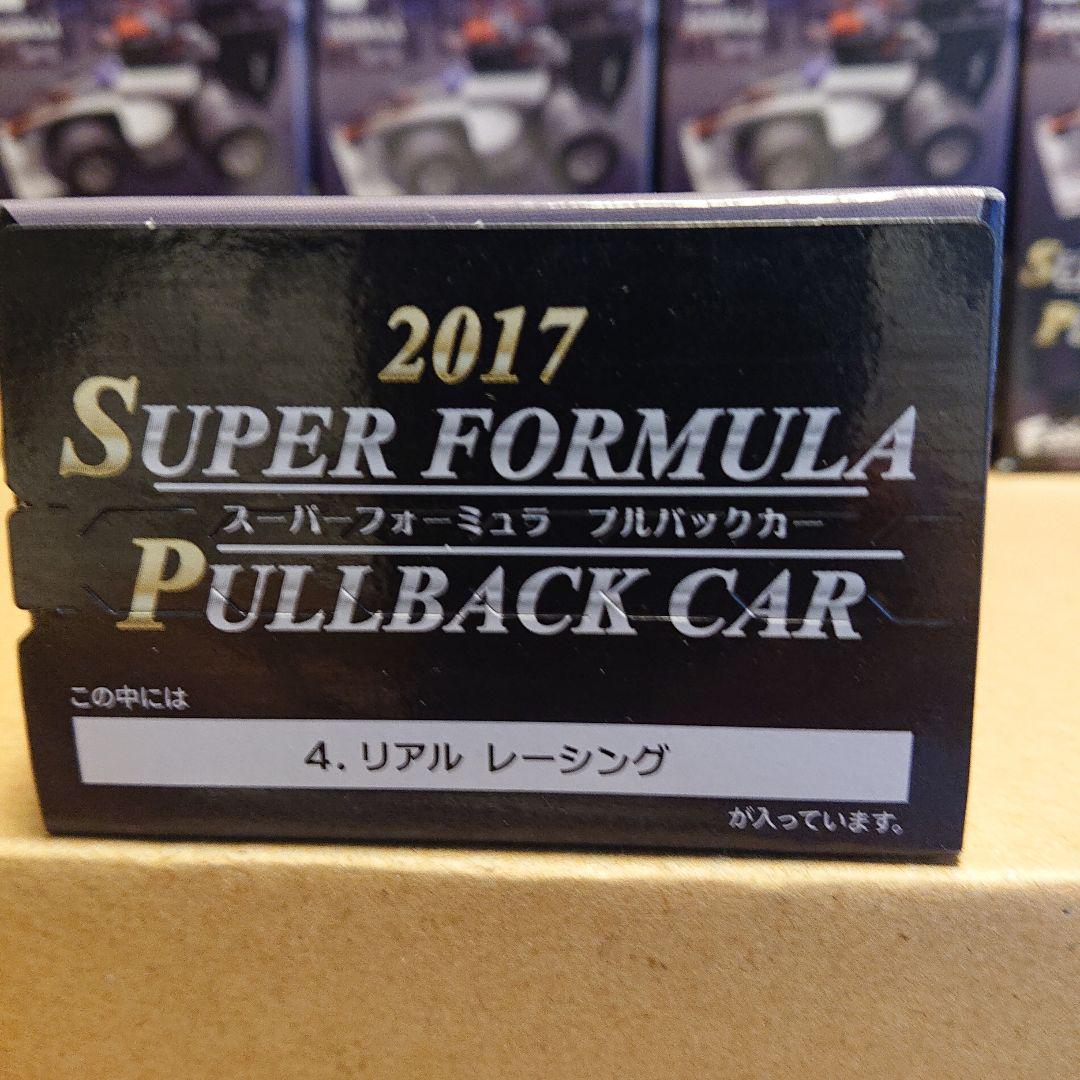 2017
SUPER FORMULA
スーパーフォーミュラ プルバックカー
PULLBACK CAR
この中には
4.リアル レーシング
が入っています。